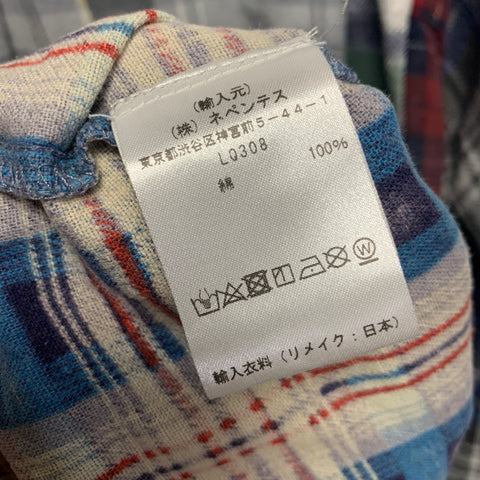 (輸入元)
(株) ネペンテス
東京都渋谷区神宮前5-44-1
LQ308
綿 100%
W
輸入衣料 (リメイク:日本)